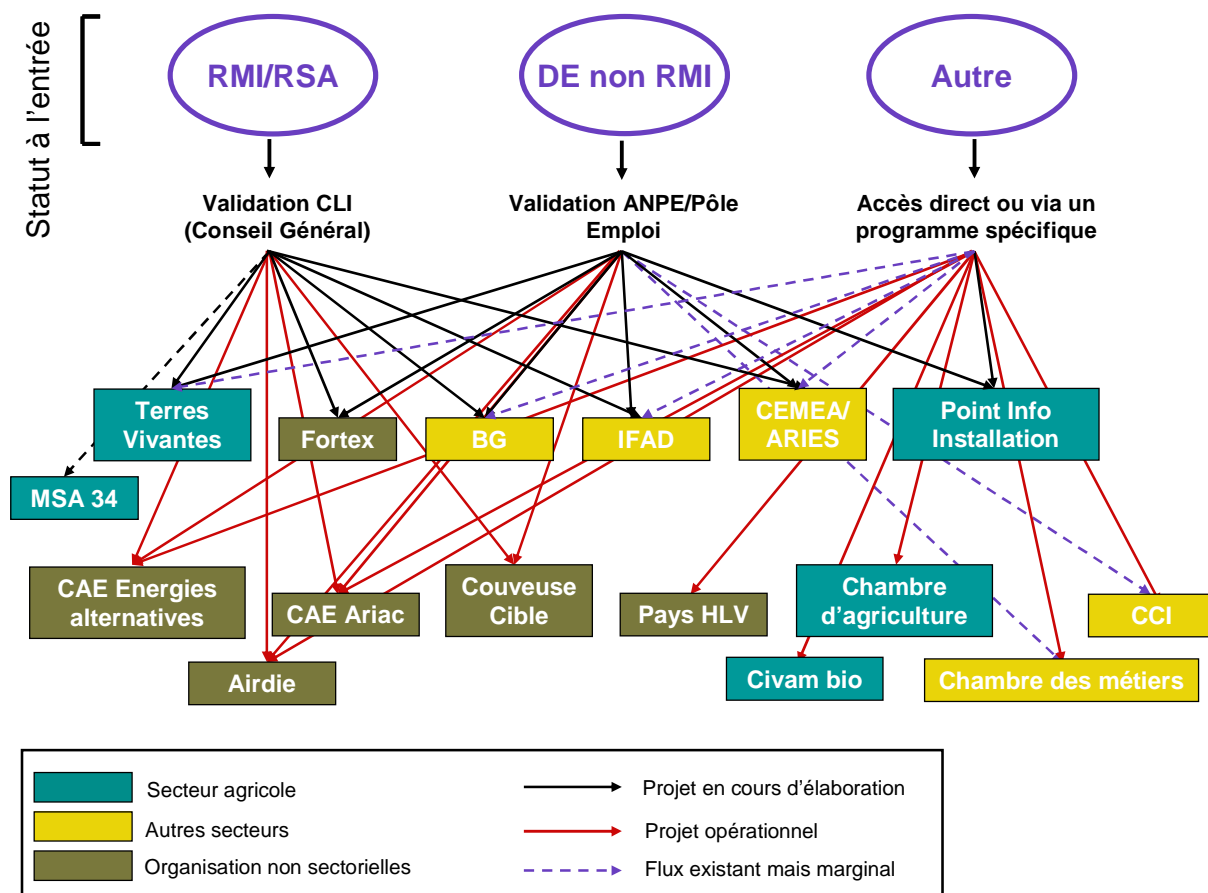 Statut à l'entrée
RMI/RSA
DE non RMI
Autre
Validation CLI
(Conseil Général)
Validation ANPE/Pôle
Emploi
Accès direct ou via un
programme spécifique
Terres
Vivantes
Fortex
BG
IFAD
CEMEA/
ARIES
Point Info
Installation
MSA 34
CAE Energies
alternatives
CAE Ariac
Couveuse
Cible
Pays HLV
Chambre
d'agriculture
CCI
Airdie
Civam bio
Chambre des métiers
Secteur agricole
Autres secteurs
Organisation non sectorielles
Projet en cours d'élaboration
Projet opérationnel
Flux existant mais marginal